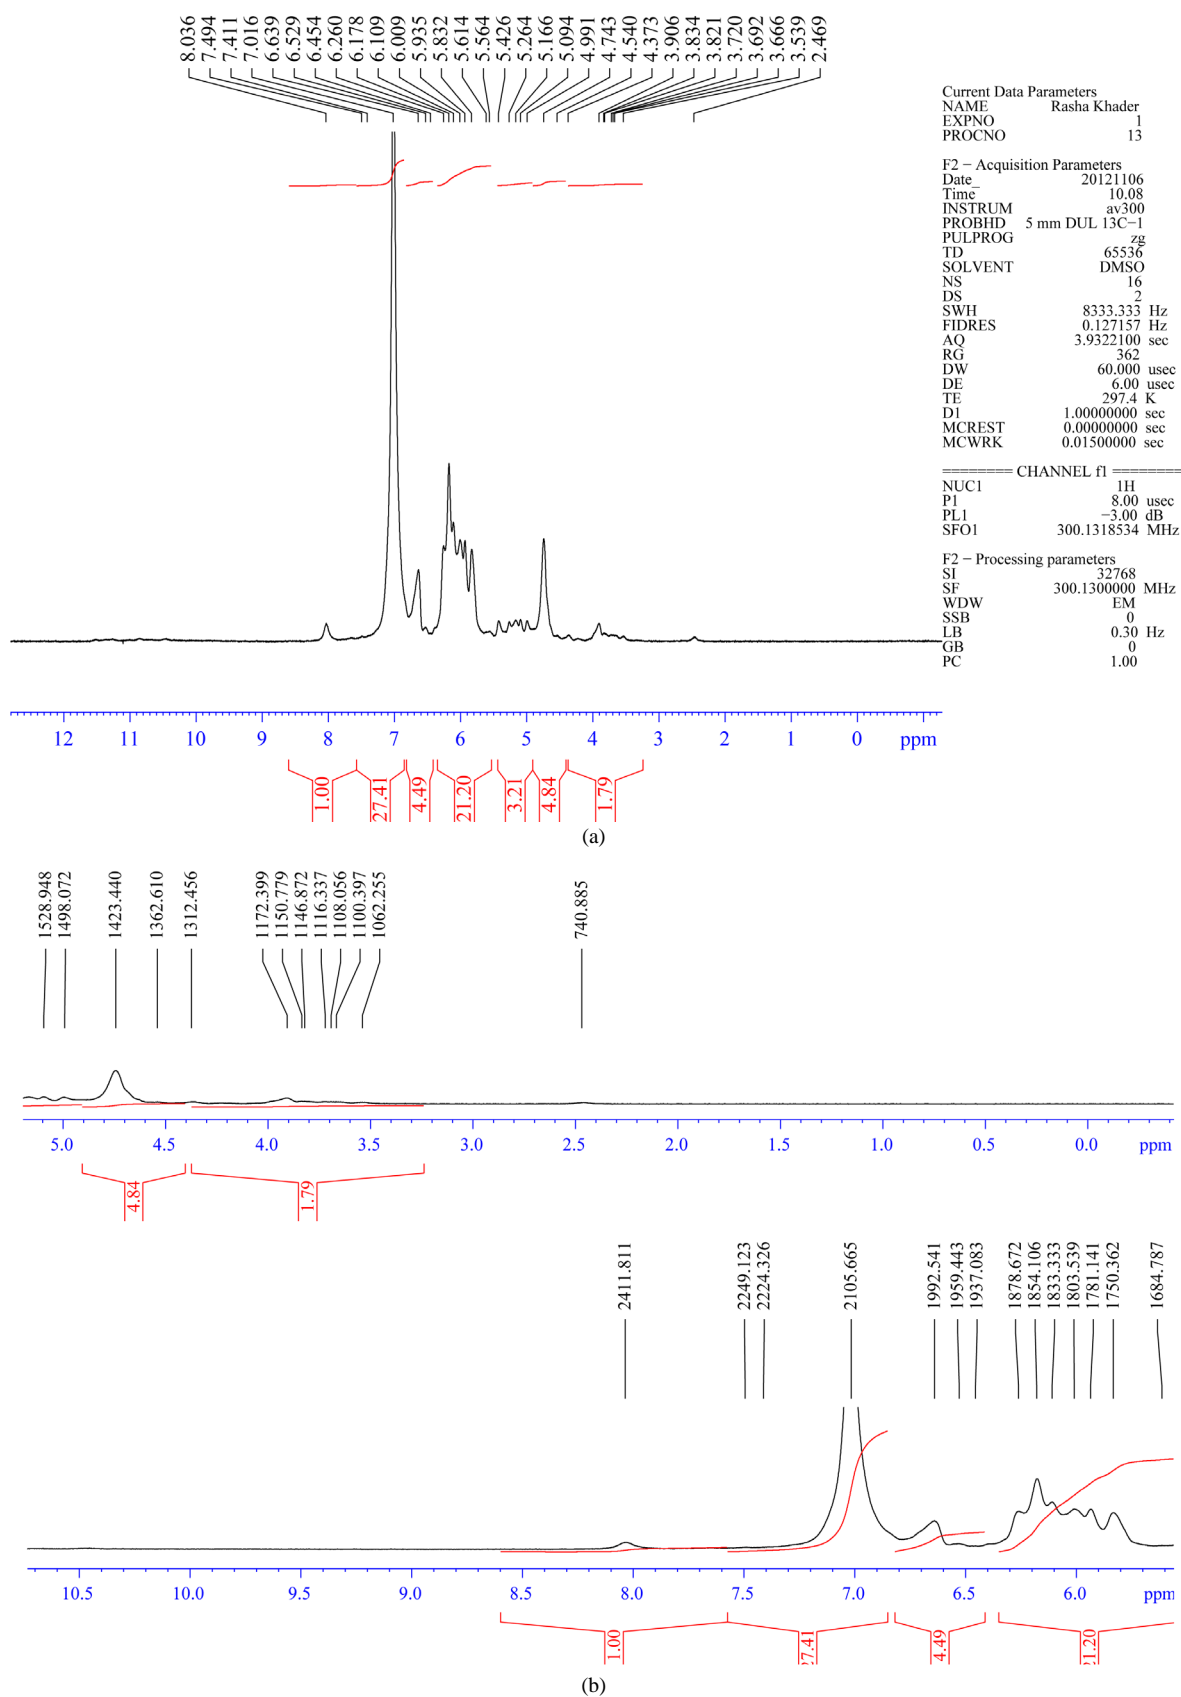 8.036
7.494
7.411
7.016
6.639
6.529
6.454
6.260
6.178
6.109
6.009
5.935
5.832
5.614
5.564
5.426
5.264
5.166
5.094
4.991
4.743
4.540
4.373
3.906
3.834
3.821
3.720
3.692
3.666
3.539
2.469
Current Data Parameters
NAME Rasha Khader
EXPNO 1
PROCNO 13
F2 − Acquisition Parameters
Date_ 20121106
Time 10.08
INSTRUM av300
PROBHD 5 mm DUL 13C−1
PULPROG zg
TD 65536
SOLVENT DMSO
NS 16
DS 2
SWH 8333.333 Hz
FIDRES 0.127157 Hz
AQ 3.9322100 sec
RG 362
DW 60.000 usec
DE 6.00 usec
TE 297.4 K
D1 1.00000000 sec
MCREST 0.00000000 sec
MCWRK 0.01500000 sec
======== CHANNEL f1 ========
NUC1 1H
P1 8.00 usec
PL1 −3.00 dB
SFO1 300.1318534 MHz
F2 − Processing parameters
SI 32768
SF 300.1300000 MHz
WDW EM
SSB 0
LB 0.30 Hz
GB 0
PC 1.00
12 11 10 9 8 7 6 5 4 3 2 1 0 ppm
1.00 27.41 4.49 21.20 3.21 4.84 1.79
(a)
1528.948
1498.072
1423.440
1362.610
1312.456
1172.399
1150.779
1146.872
1116.337
1108.056
1100.397
1062.255
740.885
5.0 4.5 4.0 3.5 3.0 2.5 2.0 1.5 1.0 0.5 0.0 ppm
4.84 1.79
2411.811
2249.123
2224.326
2105.665
1992.541
1959.443
1937.083
1878.672
1854.106
1833.333
1803.539
1781.141
1750.362
1684.787
10.5 10.0 9.5 9.0 8.5 8.0 7.5 7.0 6.5 6.0 ppm
1.00 27.41 4.49 21.20
(b)